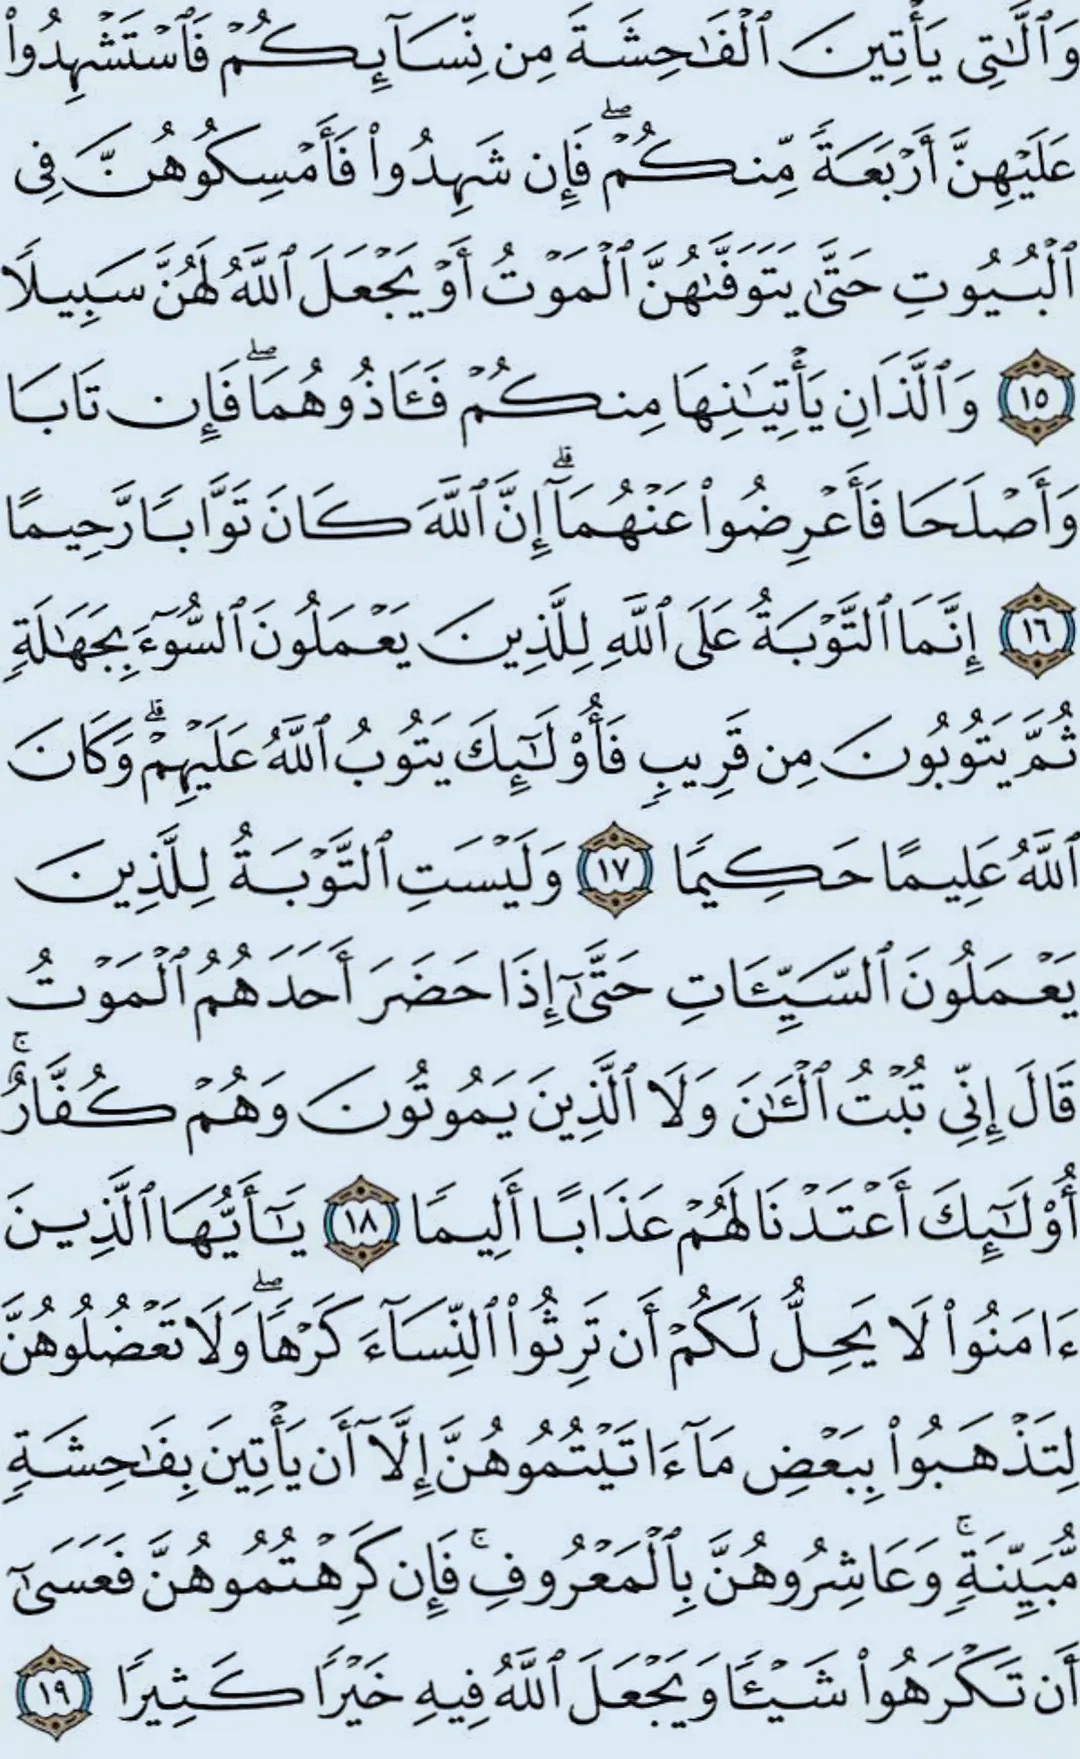 وَٱلَّٰتِى يَأْتِينَ ٱلْفَٰحِشَةَ مِن نِّسَآئِكُمْ فَٱسْتَشْهِدُوا۟
عَلَيْهِنَّ أَرْبَعَةً مِّنكُمْ ۖ فَإِن شَهِدُوا۟ فَأَمْسِكُوهُنَّ فِى
ٱلْبُيُوتِ حَتَّىٰ يَتَوَفَّىٰهُنَّ ٱلْمَوْتُ أَوْ يَجْعَلَ ٱللَّهُ لَهُنَّ سَبِيلًا
١٥ وَٱلَّذَانِ يَأْتِيَٰنِهَا مِنكُمْ فَـَٔاذُوهُمَا ۖ فَإِن تَابَا
وَأَصْلَحَا فَأَعْرِضُوا۟ عَنْهُمَآ ۗ إِنَّ ٱللَّهَ كَانَ تَوَّابًا رَّحِيمًا
١٦ إِنَّمَا ٱلتَّوْبَةُ عَلَى ٱللَّهِ لِلَّذِينَ يَعْمَلُونَ ٱلسُّوٓءَ بِجَهَٰلَةٍ
ثُمَّ يَتُوبُونَ مِن قَرِيبٍ فَأُو۟لَٰٓئِكَ يَتُوبُ ٱللَّهُ عَلَيْهِمْ ۗ وَكَانَ
ٱللَّهُ عَلِيمًا حَكِيمًا ١٧ وَلَيْسَتِ ٱلتَّوْبَةُ لِلَّذِينَ
يَعْمَلُونَ ٱلسَّيِّـَٔاتِ حَتَّىٰٓ إِذَا حَضَرَ أَحَدَهُمُ ٱلْمَوْتُ
قَالَ إِنِّى تُبْتُ ٱلْـَٰٔنَ وَلَا ٱلَّذِينَ يَمُوتُونَ وَهُمْ كُفَّارٌ ۚ
أُو۟لَٰٓئِكَ أَعْتَدْنَا لَهُمْ عَذَابًا أَلِيمًا ١٨ يَٰٓأَيُّهَا ٱلَّذِينَ
ءَامَنُوا۟ لَا يَحِلُّ لَكُمْ أَن تَرِثُوا۟ ٱلنِّسَآءَ كَرْهًا ۖ وَلَا تَعْضُلُوهُنَّ
لِتَذْهَبُوا۟ بِبَعْضِ مَآ ءَاتَيْتُمُوهُنَّ إِلَّآ أَن يَأْتِينَ بِفَٰحِشَةٍ
مُّبَيِّنَةٍ ۚ وَعَاشِرُوهُنَّ بِٱلْمَعْرُوفِ ۚ فَإِن كَرِهْتُمُوهُنَّ فَعَسَىٰٓ
أَن تَكْرَهُوا۟ شَيْـًٔا وَيَجْعَلَ ٱللَّهُ فِيهِ خَيْرًا كَثِيرًا ١٩